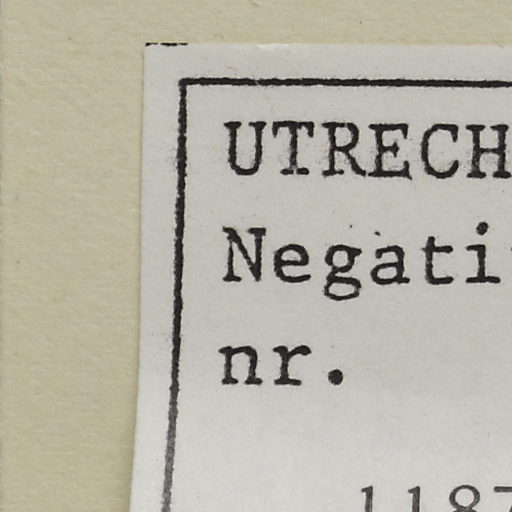 UTRECH
Negati
nr.
1187